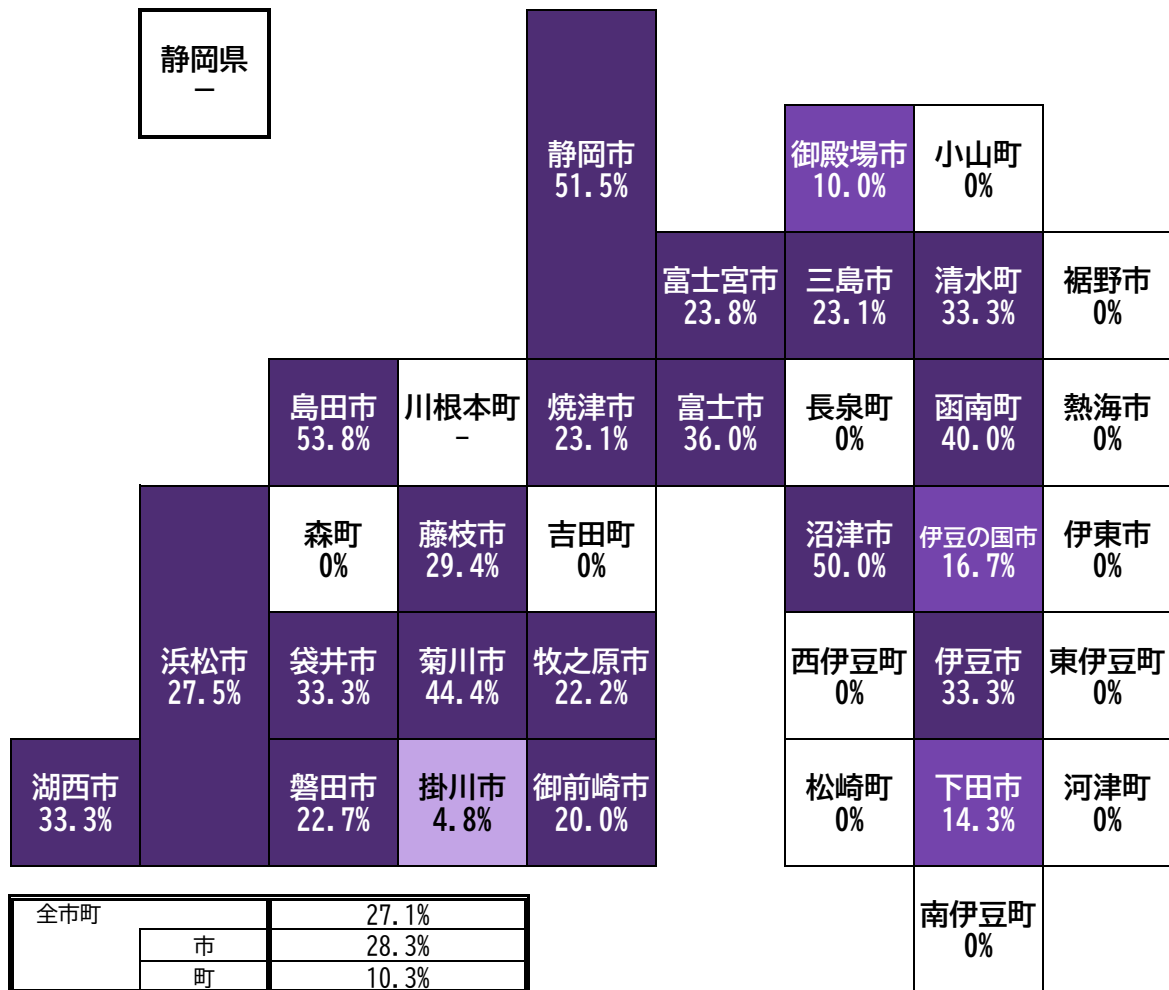 静岡県
－
静岡市
51.5%
御殿場市
10.0%
小山町
0%
富士宮市
23.8%
三島市
23.1%
清水町
33.3%
裾野市
0%
島田市
53.8%
川根本町
-
焼津市
23.1%
富士市
36.0%
長泉町
0%
函南町
40.0%
熱海市
0%
浜松市
27.5%
森町
0%
藤枝市
29.4%
吉田町
0%
沼津市
50.0%
伊豆の国市
16.7%
伊東市
0%
袋井市
33.3%
菊川市
44.4%
牧之原市
22.2%
西伊豆町
0%
伊豆市
33.3%
東伊豆町
0%
湖西市
33.3%
磐田市
22.7%
掛川市
4.8%
御前崎市
20.0%
松崎町
0%
下田市
14.3%
河津町
0%
南伊豆町
0%
全市町 27.1%
市 28.3%
町 10.3%